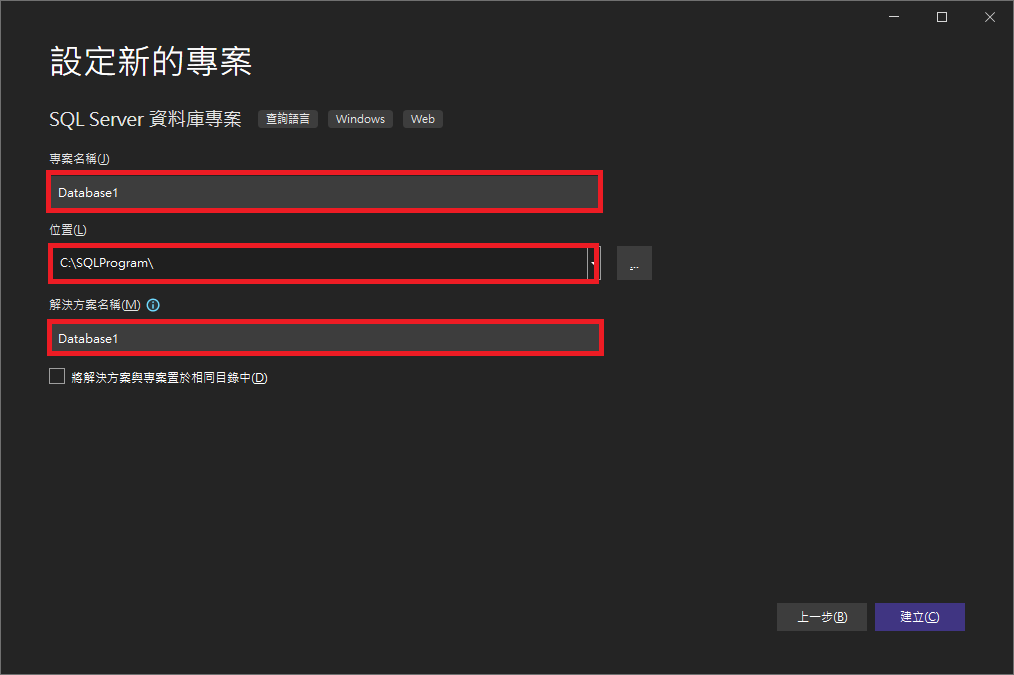 設定新的專案
SQL Server 資料庫專案 查詢語言 Windows Web
專案名稱(J)
Database1
位置(L)
C:\SQLProgram\
...
解決方案名稱(M)
Database1
將解決方案與專案置於相同目錄中(D)
上一步(B) 建立(C)